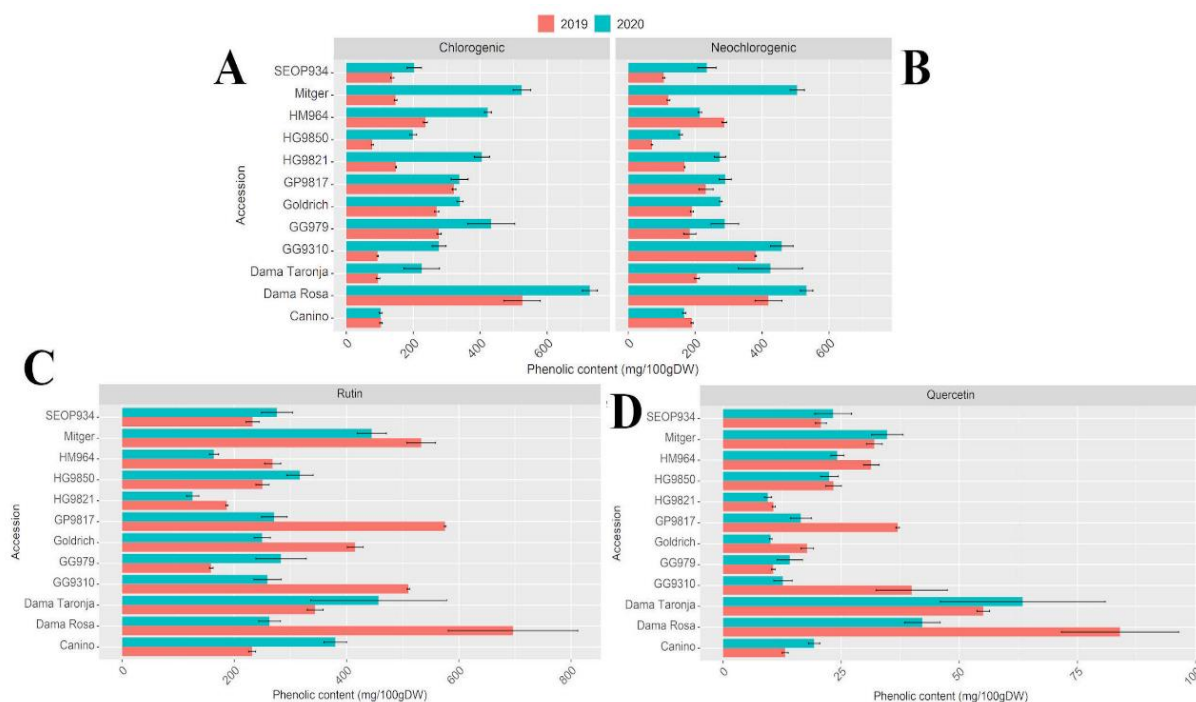 2019 2020
A
Chlorogenic
Neochlorogenic
B
Accession
SEOP934
Mitger
HM964
HG9850
HG9821
GP9817
Goldrich
GG979
GG9310
Dama Taronja
Dama Rosa
Canino
0 200 400 600
0 200 400 600
Phenolic content (mg/100gDW)
C
Rutin
Accession
SEOP934
Mitger
HM964
HG9850
HG9821
GP9817
Goldrich
GG979
GG9310
Dama Taronja
Dama Rosa
Canino
0 200 400 600 800
Phenolic content (mg/100gDW)
D
Quercetin
Accession
SEOP934
Mitger
HM964
HG9850
HG9821
GP9817
Goldrich
GG979
GG9310
Dama Taronja
Dama Rosa
Canino
0 25 50 75 100
Phenolic content (mg/100gDW)